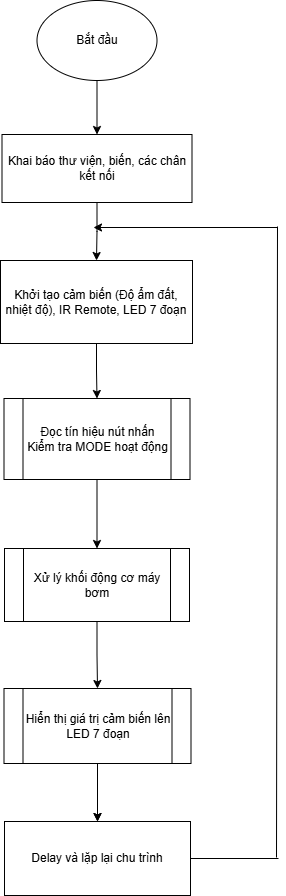 Bắt đầu
Khai báo thư viện, biến, các chân
kết nối
Khởi tạo cảm biến (Độ ẩm đất,
nhiệt độ), IR Remote, LED 7 đoạn
Đọc tín hiệu nút nhấn
Kiểm tra MODE hoạt động
Xử lý khối động cơ máy
bơm
Hiển thị giá trị cảm biến lên
LED 7 đoạn
Delay và lặp lại chu trình